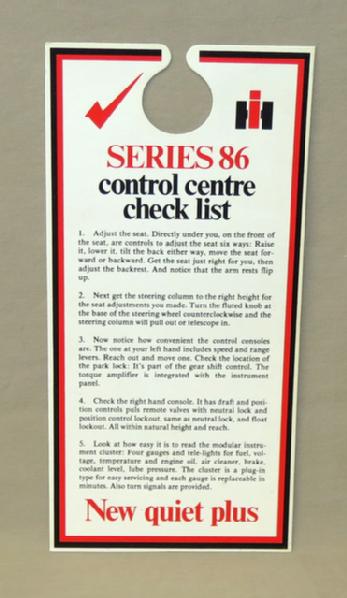 SERIES 86
control centre
check list
1. Adjust the seat. Directly under you, on the front of
the seat, are controls to adjust the seat six ways: Raise
it, lower it, tilt the back either way, move the seat for-
ward or backward. Get the seat just right for you, then
adjust the backrest. And notice that the arm rests flip
up.
2. Next get the steering column to the right height for
the seat adjustments you made. Turn the fluted knob at
the base of the steering wheel counterclockwise and the
steering column will pull out or telescope in.
3. Now notice how convenient the control consoles
are. The one at your left hand includes speed and range
levers. Reach out and move one. Check the location of
the park lock: It's part of the gear shift control. The
torque amplifier is integrated with the instrument
panel.
4. Check the right hand console. It has draft and posi-
tion controls puls remote valves with neutral lock and
position control lockout, same as neutral lock, and float
lockout. All within natural height and reach.
5. Look at how easy it is to read the modular instru-
ment cluster: Four gauges and tele-lights for fuel, vol-
tage, temperature and engine oil, air cleaner, brake,
coolant level, lube pressure. The cluster is a plug-in
type for easy servicing and each gauge is replaceable in
minutes. Also turn signals are provided.
New quiet plus